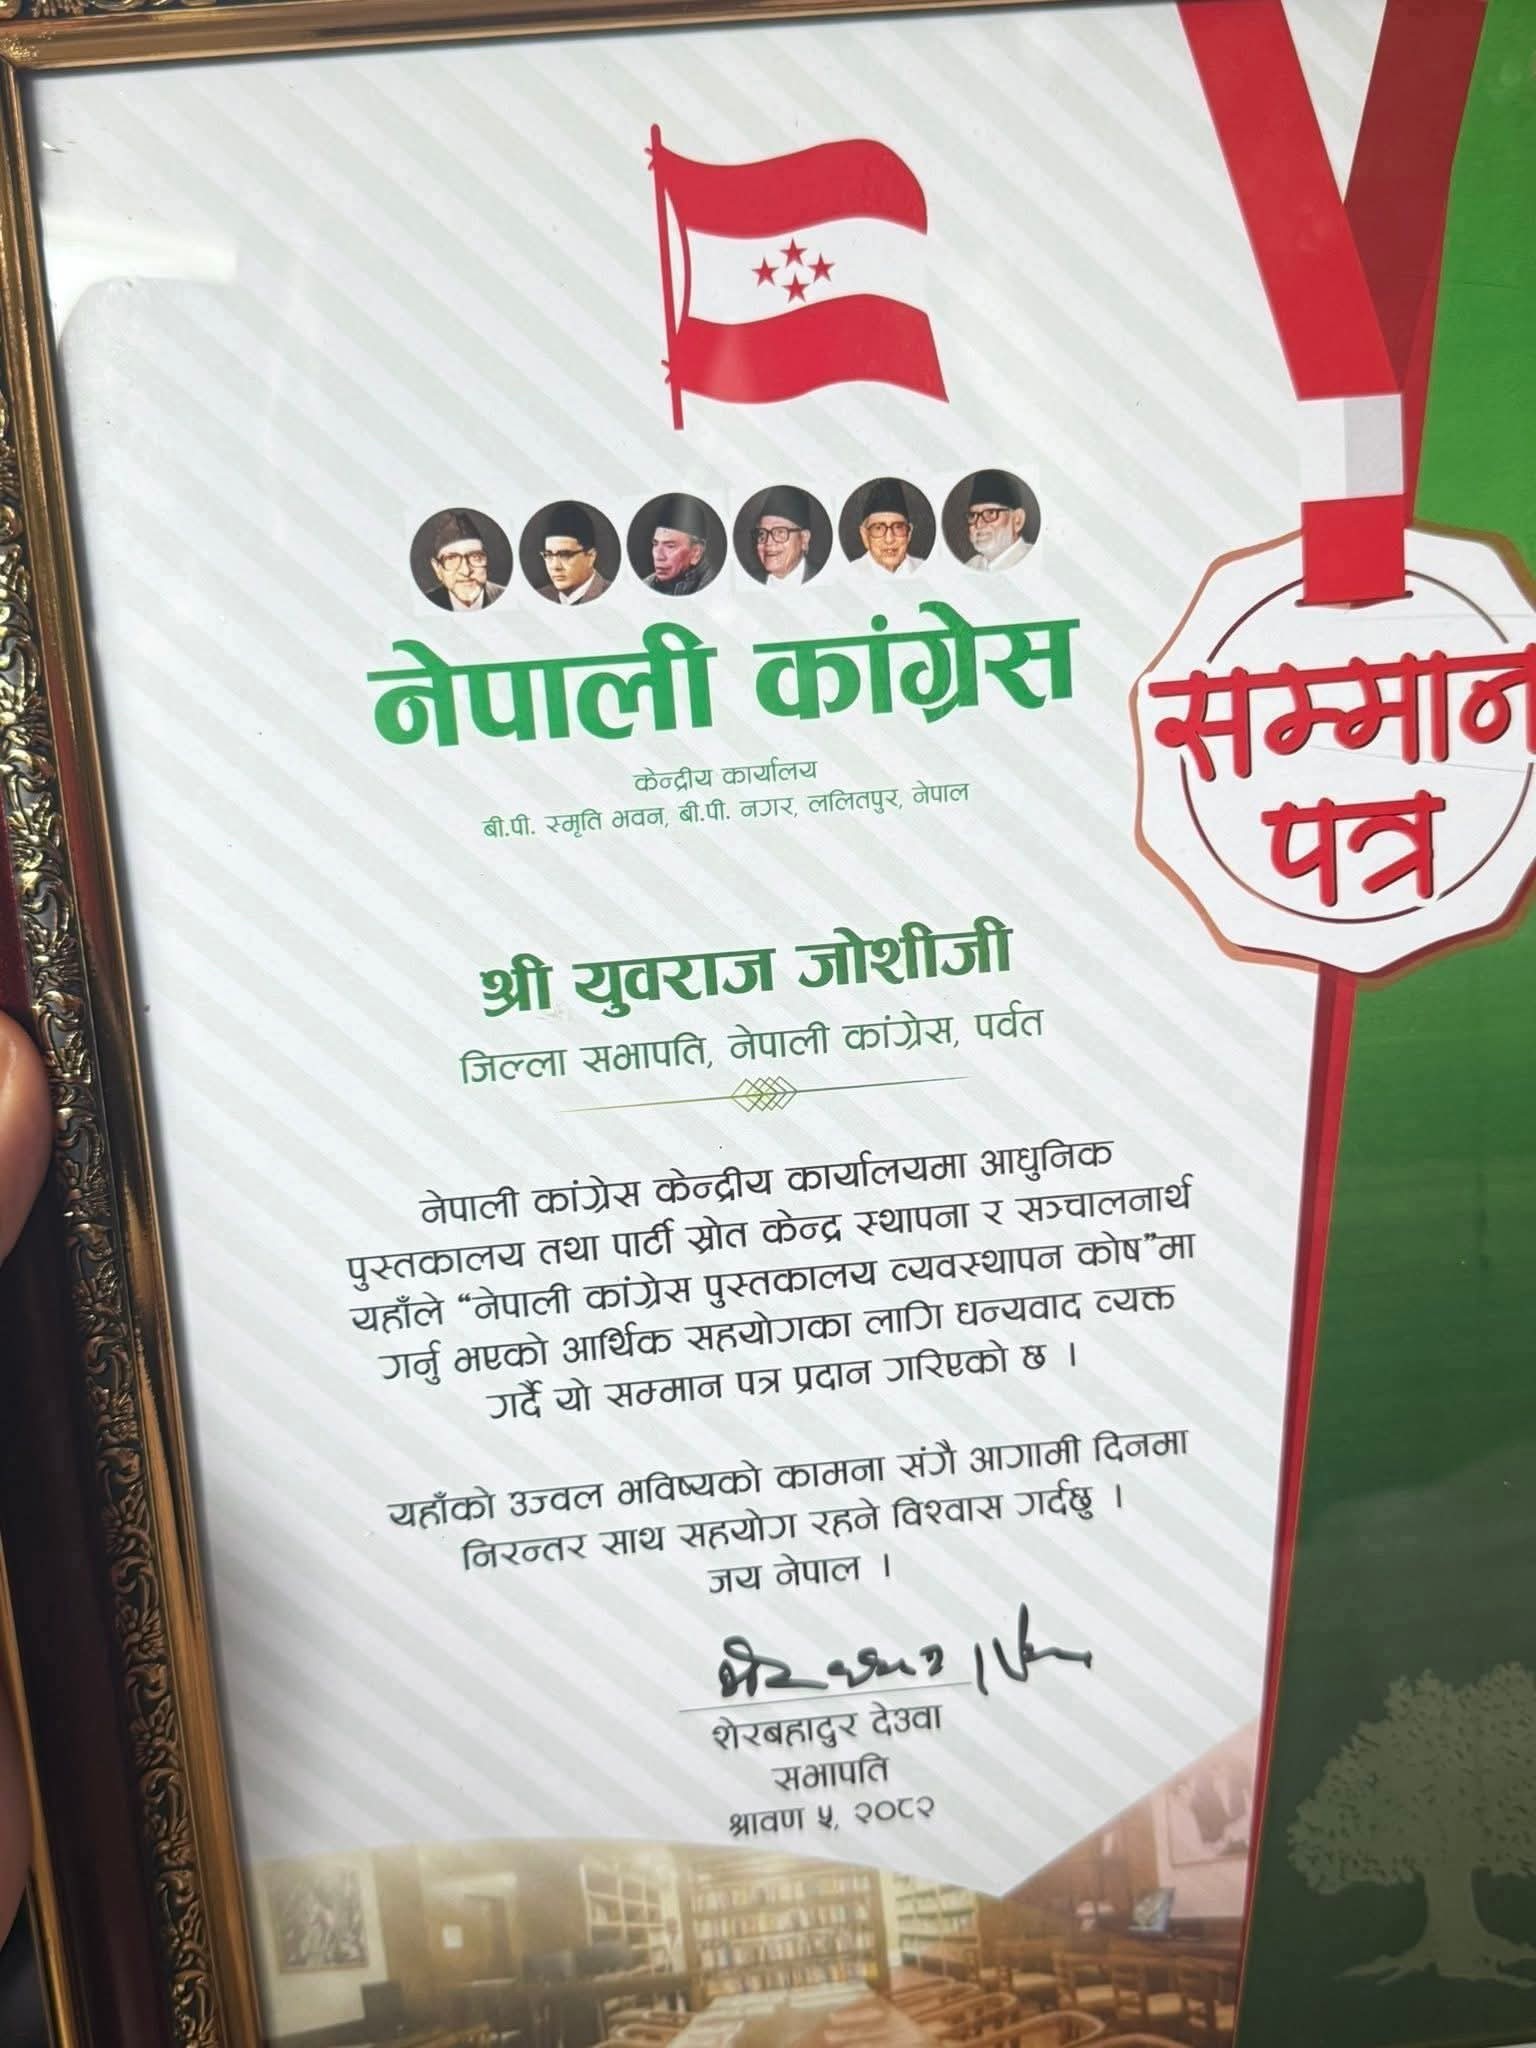 नेपाली कांग्रेस
केन्द्रीय कार्यालय
बी.पी. स्मृति भवन, बी.पी. नगर, ललितपुर, नेपाल
सम्मान
पत्र
श्री युवराज जोशीजी
जिल्ला सभापति, नेपाली कांग्रेस, पर्वत
नेपाली कांग्रेस केन्द्रीय कार्यालयमा आधुनिक
पुस्तकालय तथा पार्टी स्रोत केन्द्र स्थापना र सञ्चालनार्थ
यहाँले “नेपाली कांग्रेस पुस्तकालय व्यवस्थापन कोष”मा
गर्नु भएको आर्थिक सहयोगका लागि धन्यवाद व्यक्त
गर्दै यो सम्मान पत्र प्रदान गरिएको छ ।
यहाँको उज्वल भविष्यको कामना संगै आगामी दिनमा
निरन्तर साथ सहयोग रहने विश्वास गर्दछु ।
जय नेपाल ।
शेरबहादुर देउवा
सभापति
श्रावण ५, २०८२